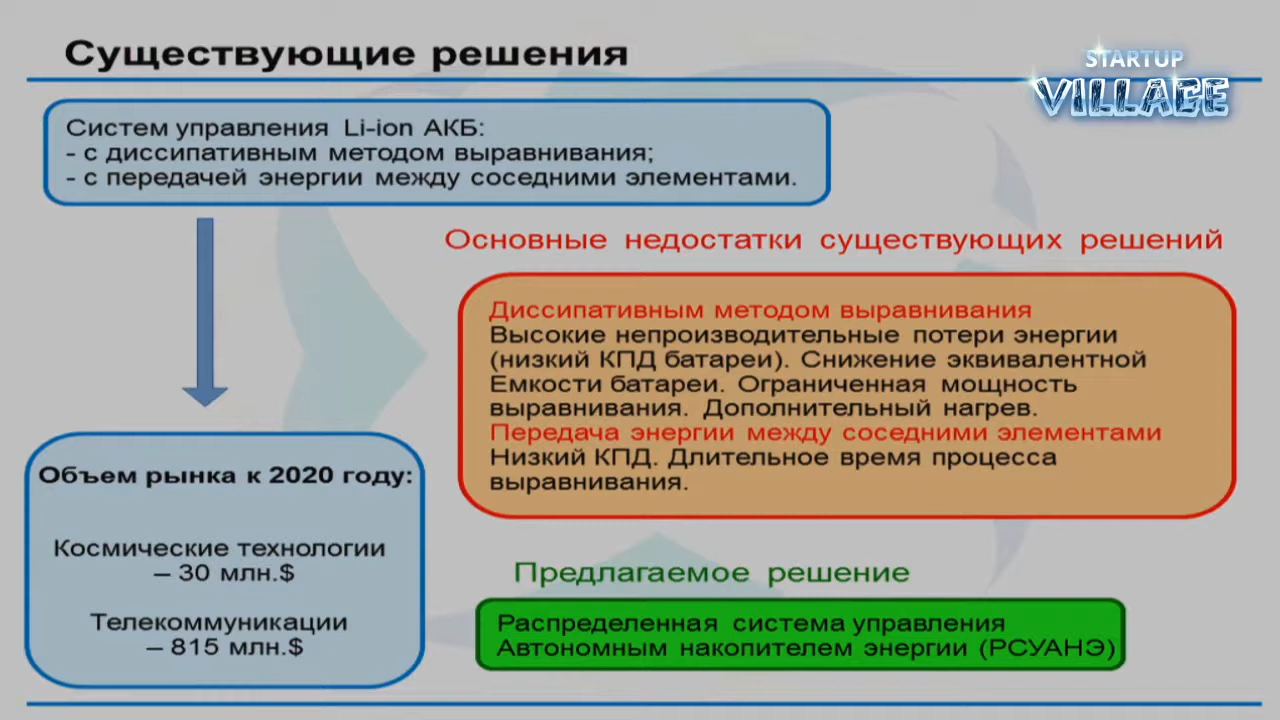 Существующие решения
STARTUP
VILLAGE
Систем управления Li-ion АКБ:
- с диссипативным методом выравнивания;
- с передачей энергии между соседними элементами.
Основные недостатки существующих решений
Диссипативным методом выравнивания
Высокие непроизводительные потери энергии
(низкий КПД батареи). Снижение эквивалентной
Емкости батареи. Ограниченная мощность
выравнивания. Дополнительный нагрев.
Передача энергии между соседними элементами
Низкий КПД. Длительное время процесса
выравнивания.
Объем рынка к 2020 году:
Космические технологии
– 30 млн.$
Телекоммуникации
– 815 млн.$
Предлагаемое решение
Распределенная система управления
Автономным накопителем энергии (РСУАНЭ)